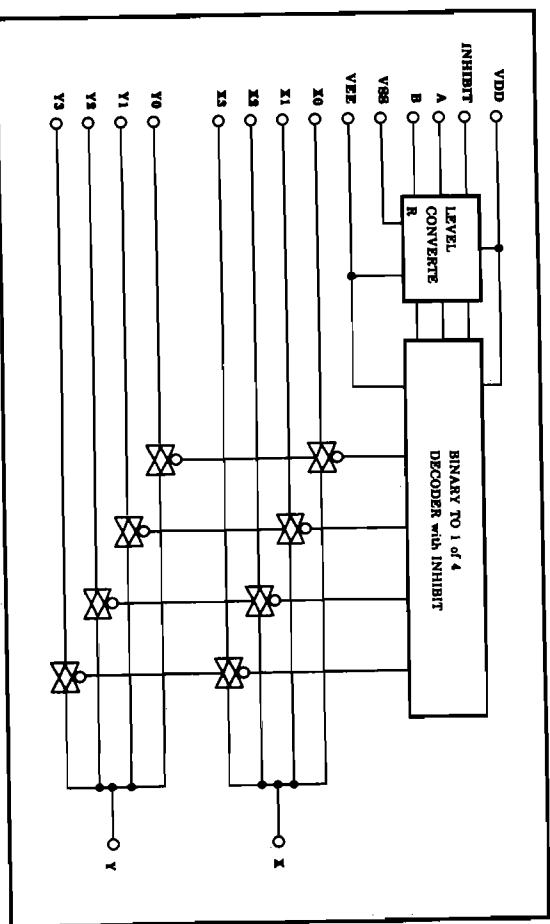 VDD
INHIBIT
A
B
VSS
VEE
X0
X1
X2
X3
Y0
Y1
Y2
Y3
LEVEL
CONVERTE
R
BINARY TO 1 of 4
DECODER with INHIBIT
X
Y